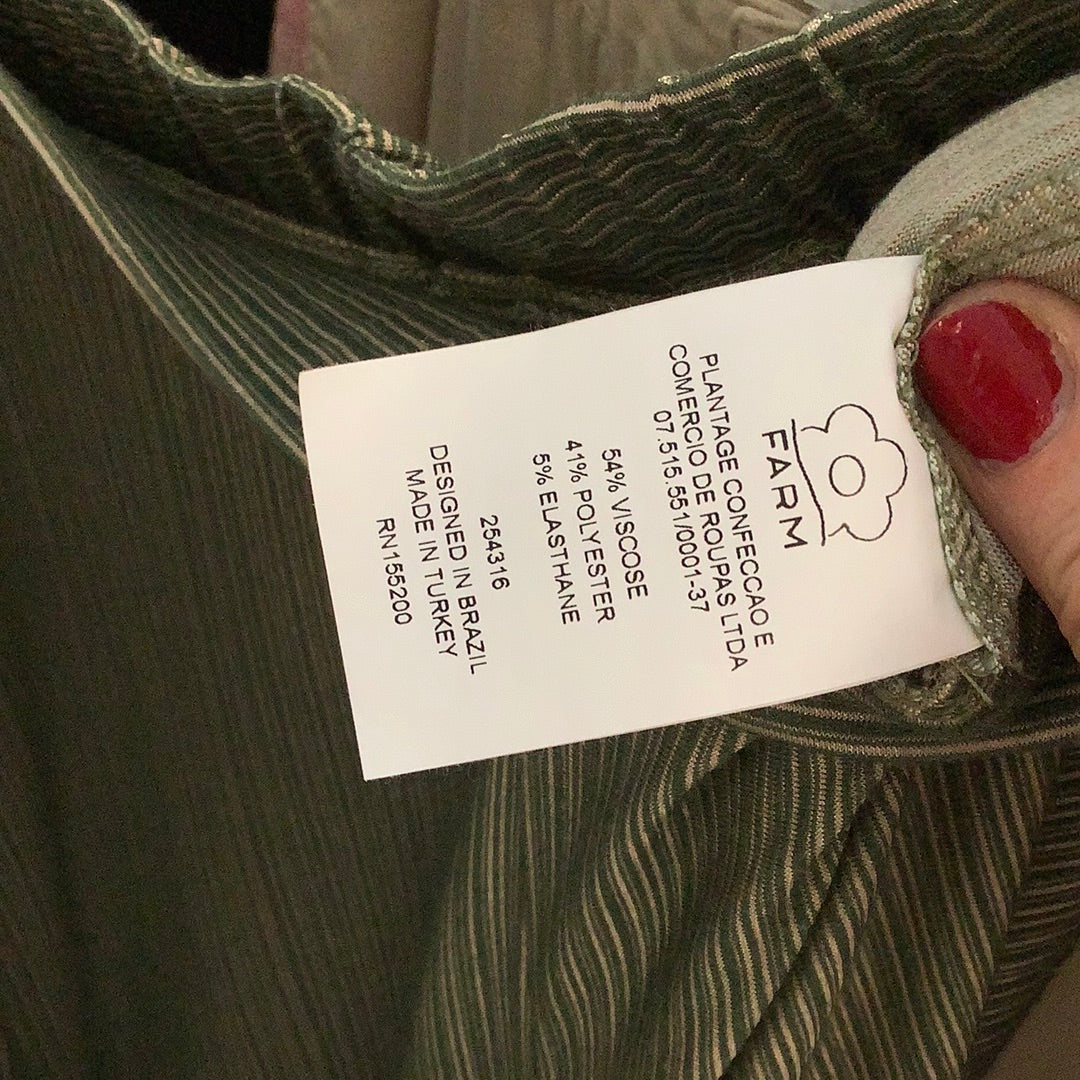 FARM
PLANTAGE CONFECCAO E
COMERCIO DE ROUPAS LTDA
07.515.551/0001-37
54% VISCOSE
41% POLYESTER
5% ELASTHANE
254316
DESIGNED IN BRAZIL
MADE IN TURKEY
RN155200